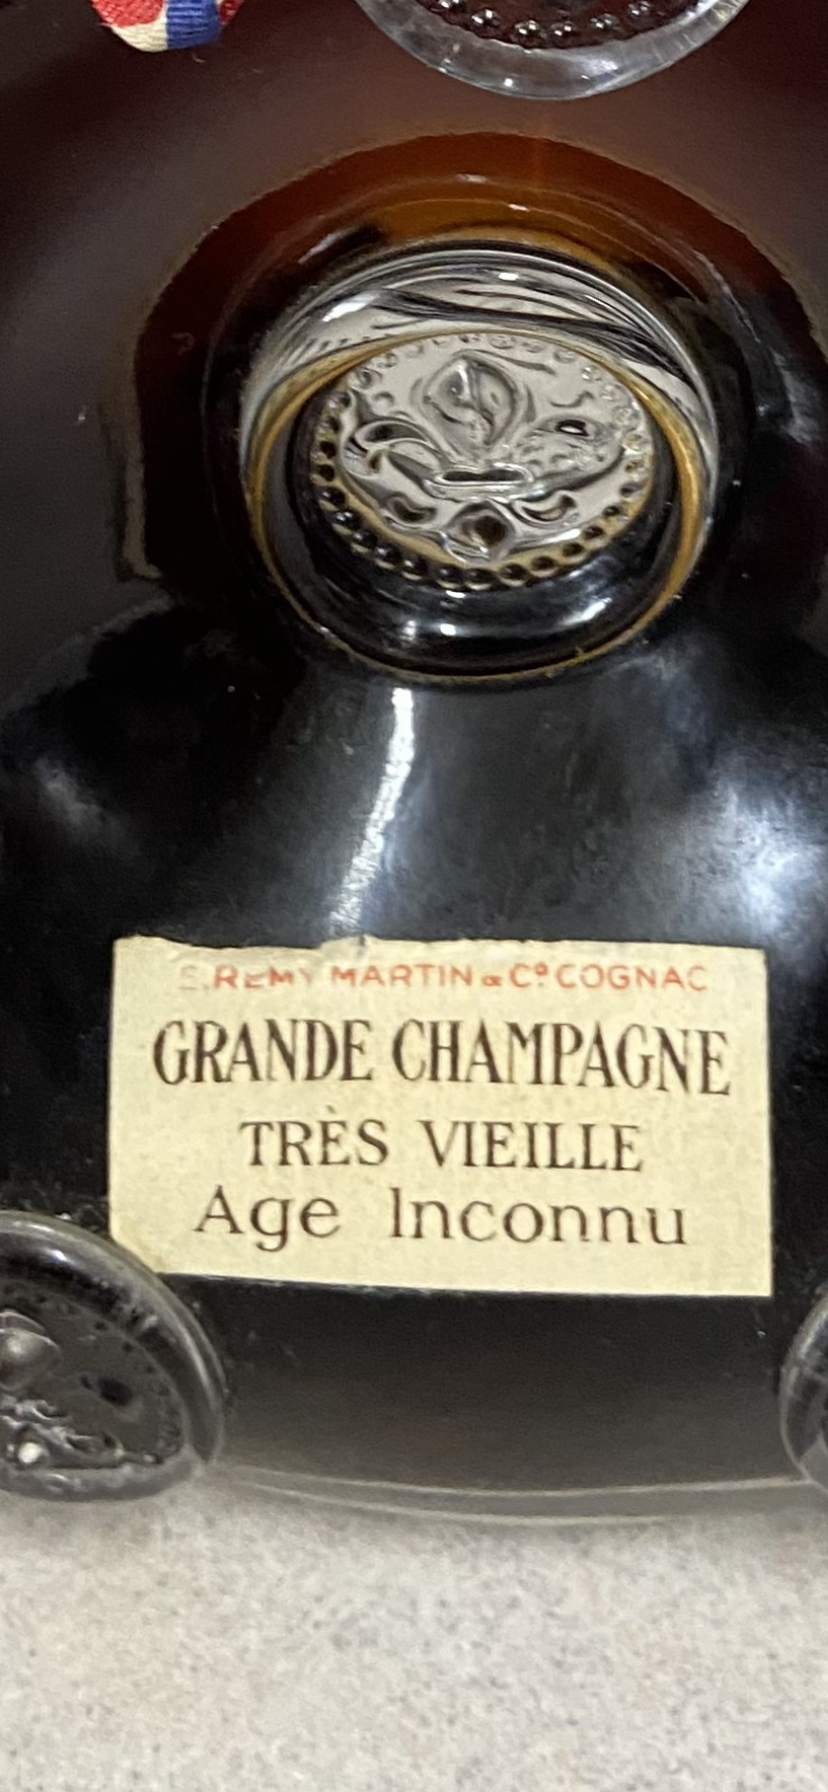 E. REMY MARTIN & Cº COGNAC
GRANDE CHAMPAGNE
TRÈS VIEILLE
Age Inconnu